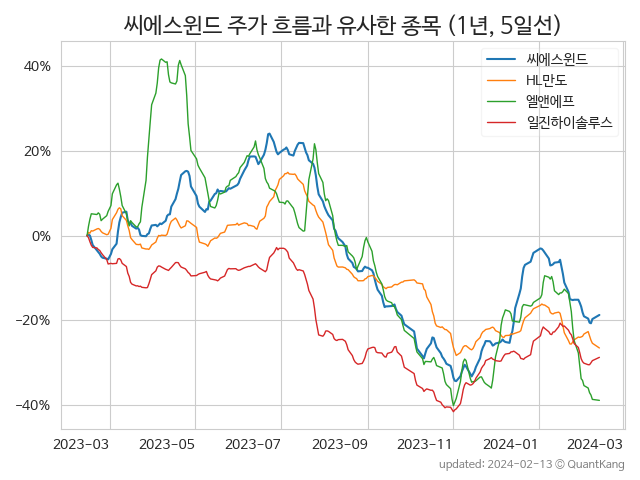 씨에스윈드 주가 흐름과 유사한 종목 (1년, 5일선)
씨에스윈드
HL만도
엘앤에프
일진하이솔루스
40%
20%
0%
−20%
−40%
2023-03 2023-05 2023-07 2023-09 2023-11 2024-01 2024-03
updated: 2024-02-13 © QuantKang